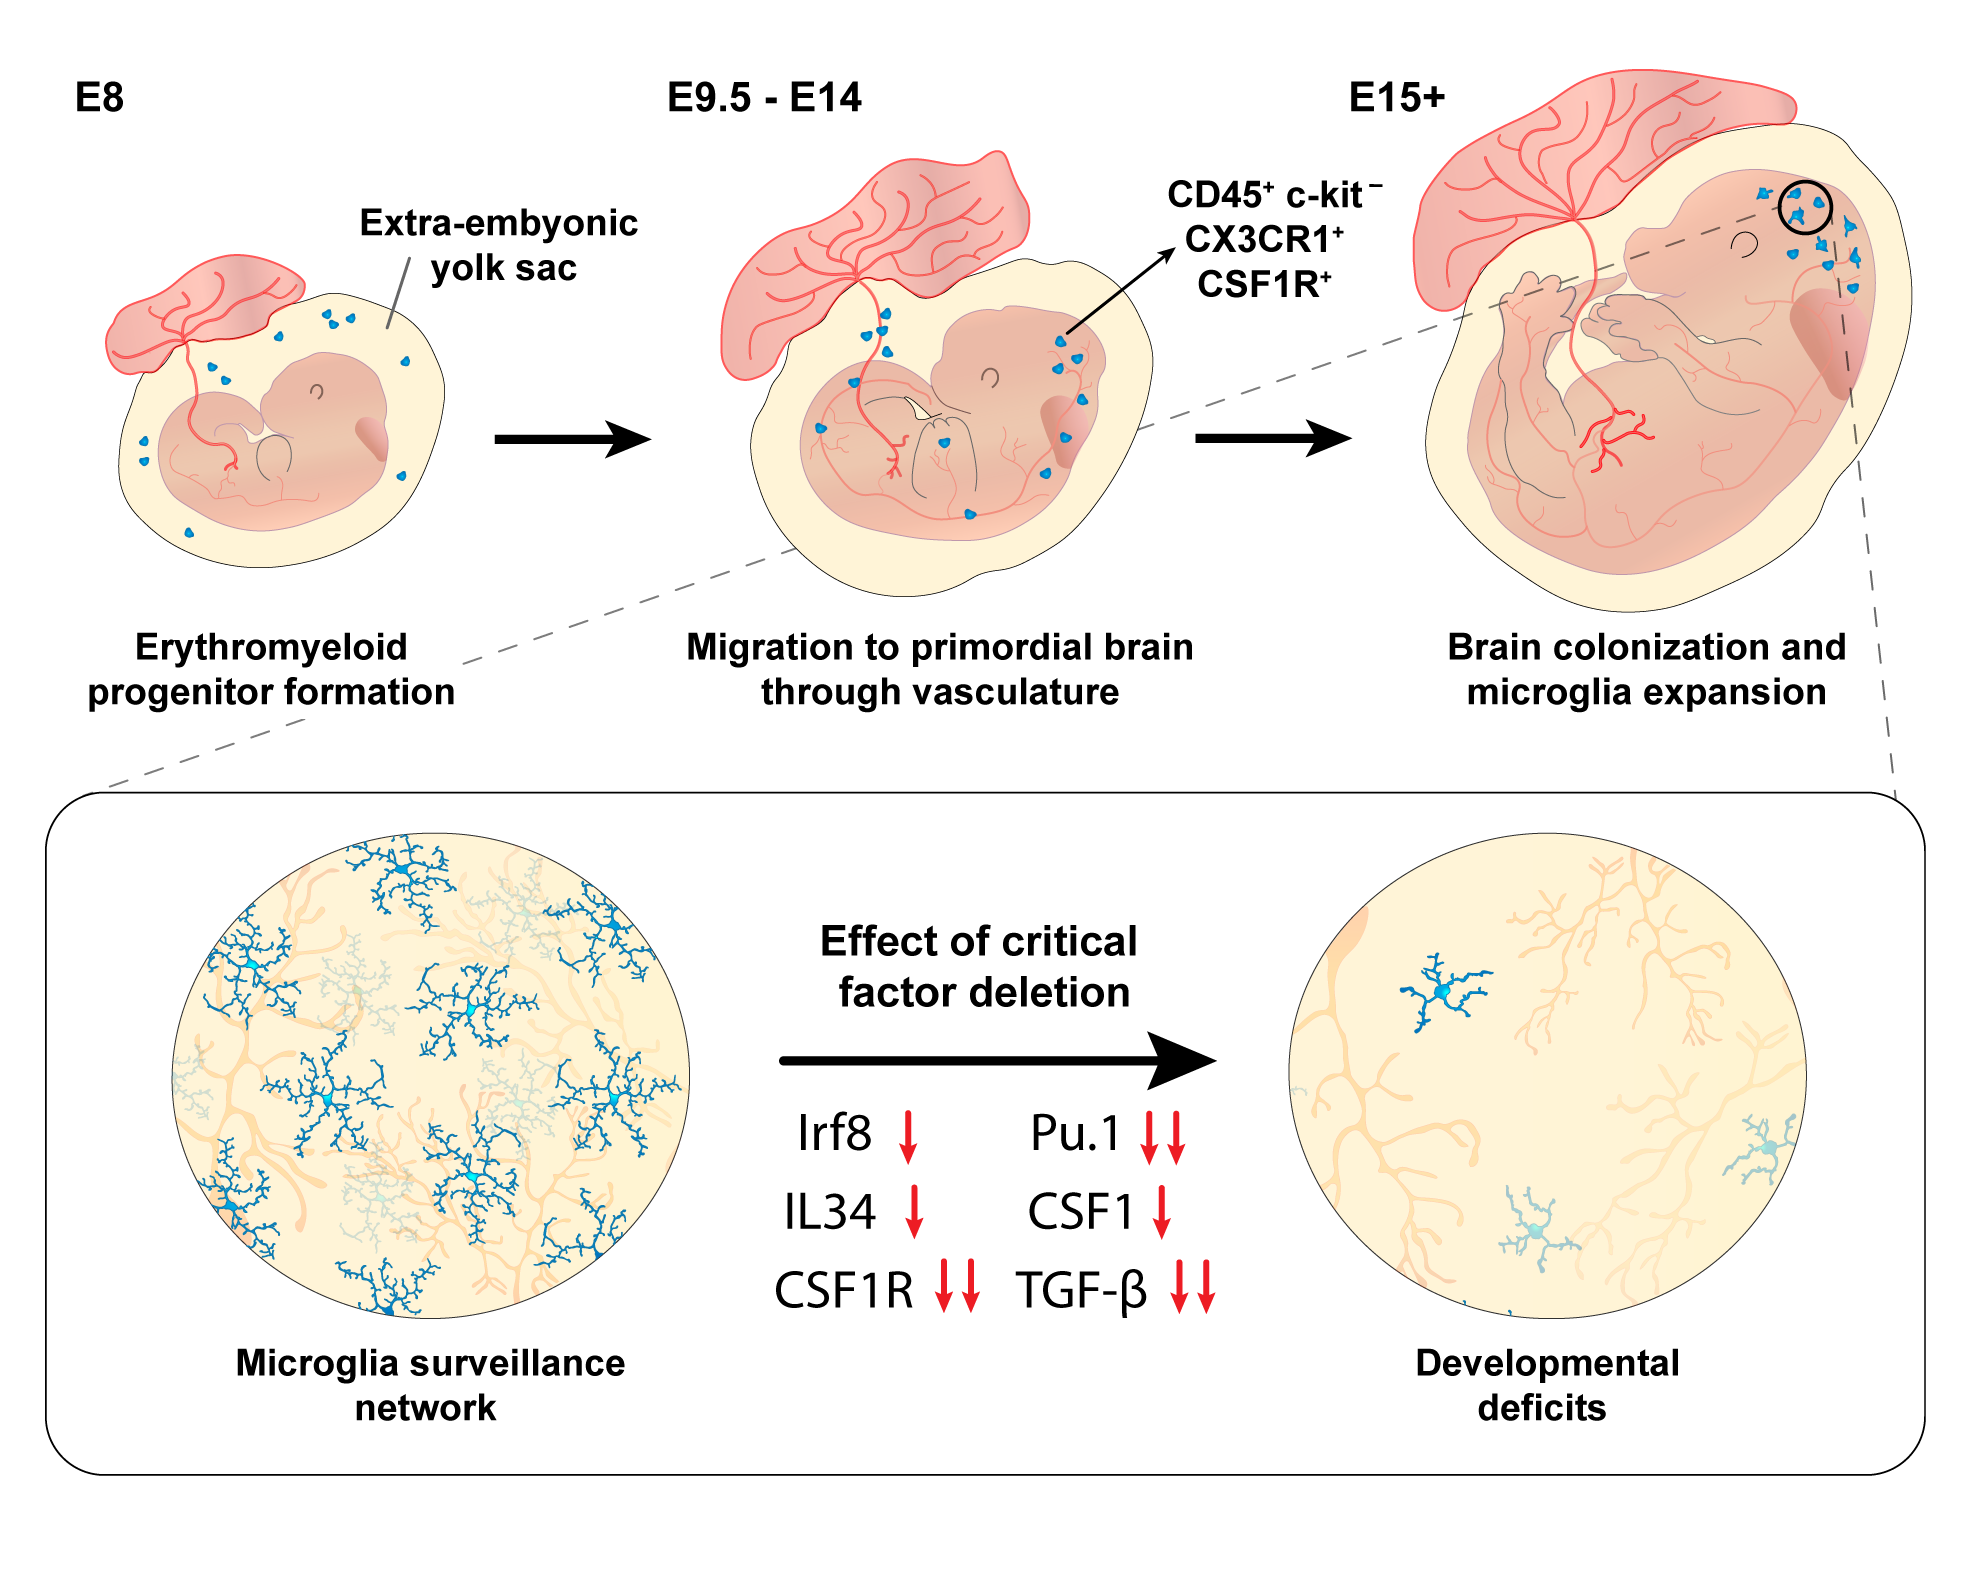 E8
E9.5 - E14
E15+
Extra-embyonic
yolk sac
CD45⁺ c-kit⁻
CX3CR1⁺
CSF1R⁺
Erythromyeloid
progenitor formation
Migration to primordial brain
through vasculature
Brain colonization and
microglia expansion
Effect of critical
factor deletion
Irf8
Pu.1
IL34
CSF1
CSF1R
TGF-β
Microglia surveillance
network
Developmental
deficits